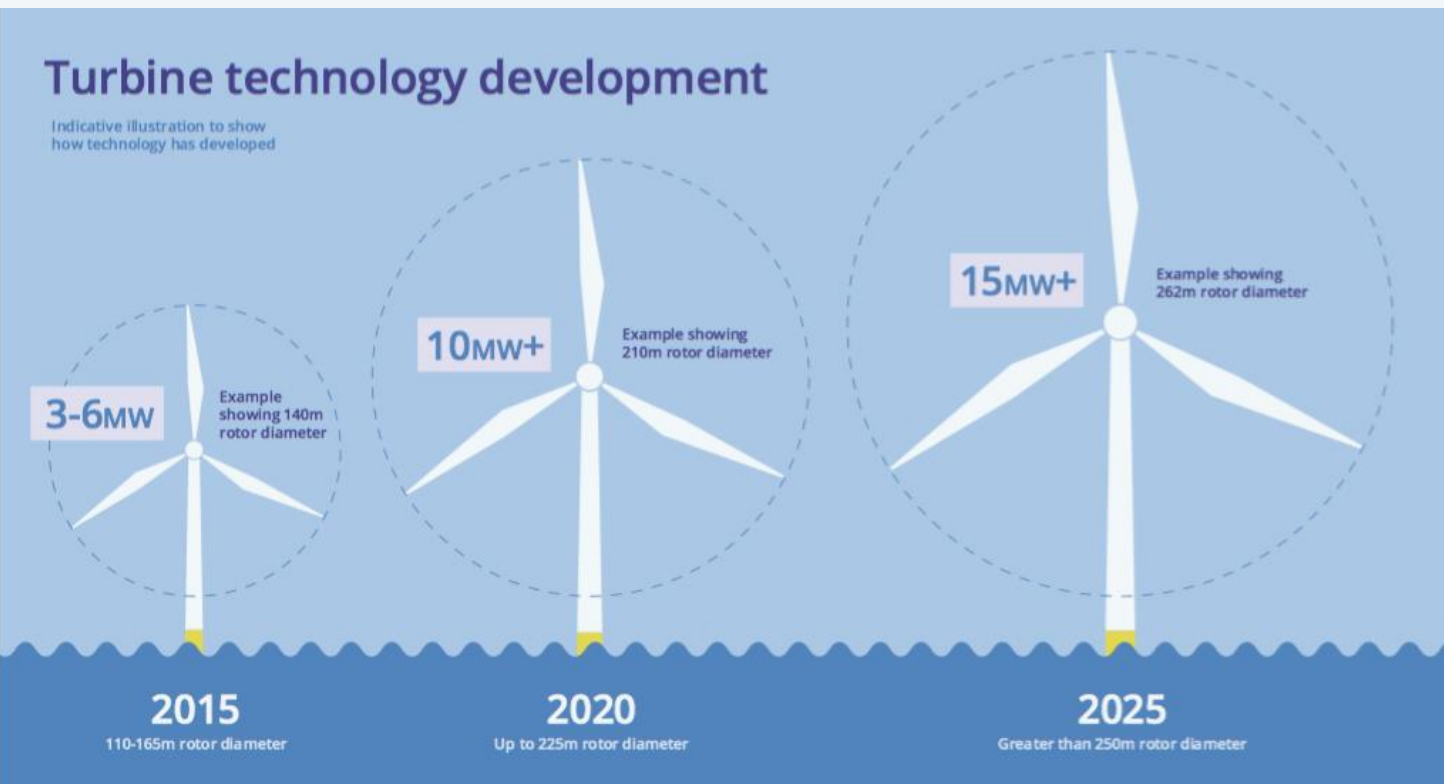 Turbine technology development
Indicative illustration to show
how technology has developed
3-6MW
Example
showing 140m
rotor diameter
10MW+
Example showing
210m rotor diameter
15MW+
Example showing
262m rotor diameter
2015
110-165m rotor diameter
2020
Up to 225m rotor diameter
2025
Greater than 250m rotor diameter